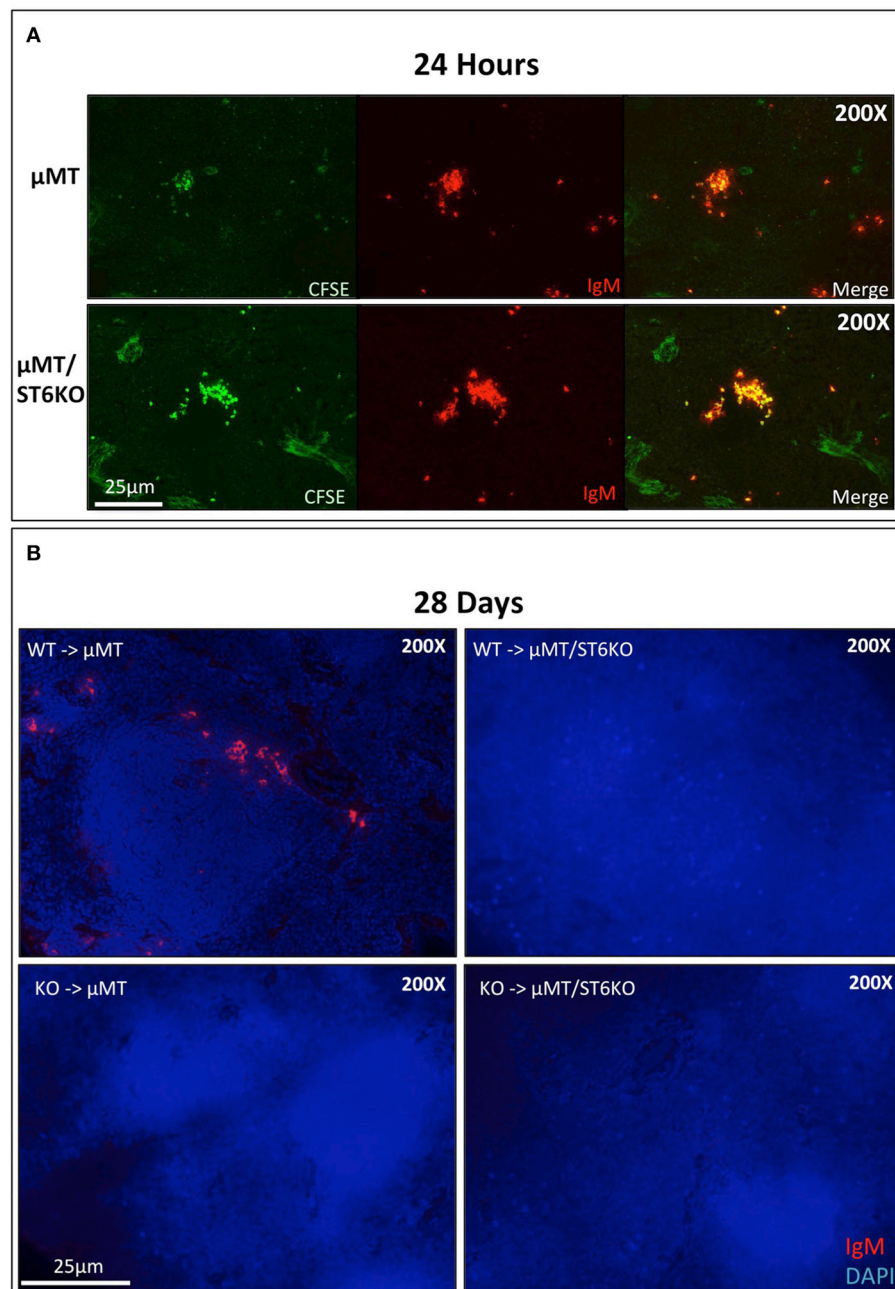 A
24 Hours
µMT
200X
CFSE
IgM
Merge
µMT/
ST6KO
200X
25µm
CFSE
IgM
Merge
B
28 Days
WT -> µMT
200X
WT -> µMT/ST6KO
200X
KO -> µMT
200X
KO -> µMT/ST6KO
200X
25µm
IgM
DAPI